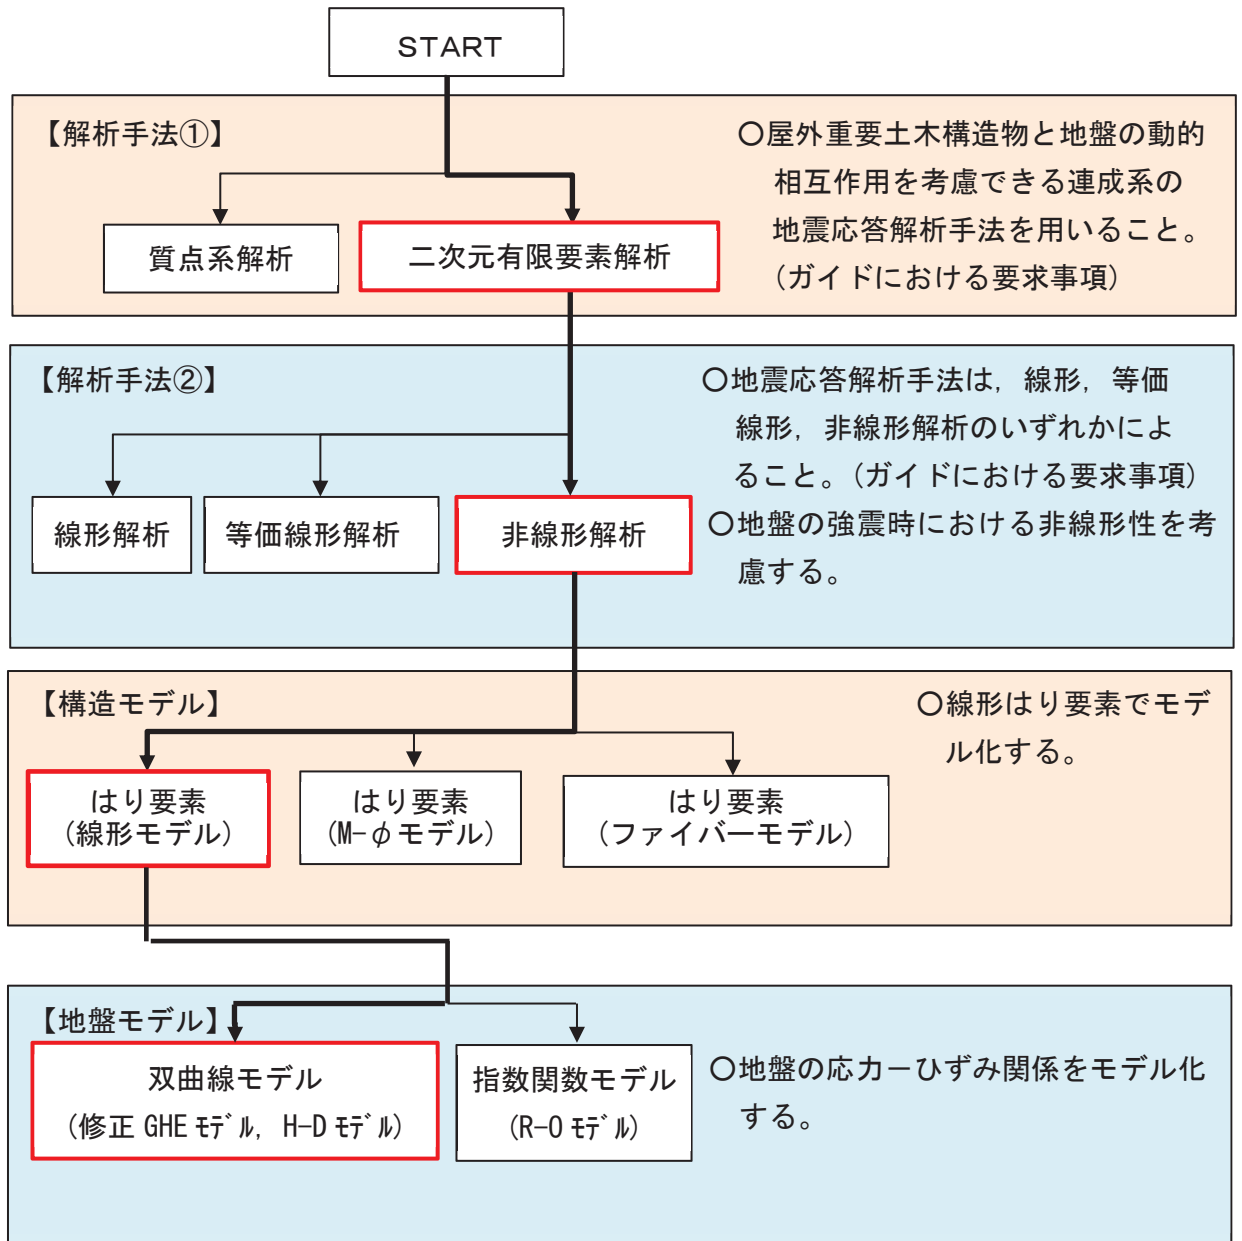 START
【解析手法①】
○屋外重要土木構造物と地盤の動的
相互作用を考慮できる連成系の
地震応答解析手法を用いること。
(ガイドにおける要求事項)
質点系解析
二次元有限要素解析
【解析手法②】
○地震応答解析手法は，線形，等価
線形，非線形解析のいずれかによ
ること。(ガイドにおける要求事項)
○地盤の強震時における非線形性を考
慮する。
線形解析
等価線形解析
非線形解析
【構造モデル】
○線形はり要素でモデ
ル化する。
はり要素
(線形モデル)
はり要素
(M-φモデル)
はり要素
(ファイバーモデル)
【地盤モデル】
双曲線モデル
(修正 GHE ﾓﾃﾞﾙ，H-D ﾓﾃﾞﾙ)
指数関数モデル
(R-O ﾓﾃﾞﾙ)
○地盤の応力－ひずみ関係をモデル化
する。